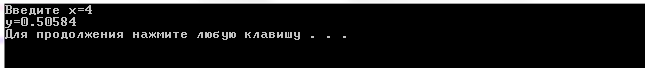 Введите x=4
y=0.50584
Для продолжения нажмите любую клавишу . . .